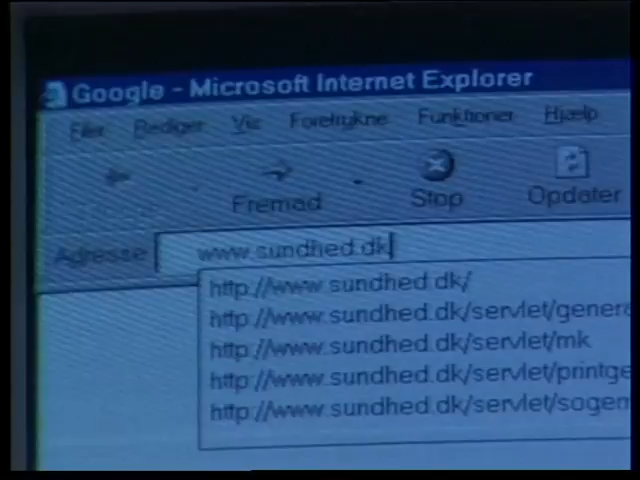 Google - Microsoft Internet Explorer
Filer Rediger Vis Foretrukne Funktioner Hjælp
Fremad Stop Opdater
Adresse www.sundhed.dk
http://www.sundhed.dk/
http://www.sundhed.dk/servlet/genera
http://www.sundhed.dk/servlet/mk
http://www.sundhed.dk/servlet/printge
http://www.sundhed.dk/servlet/sogem